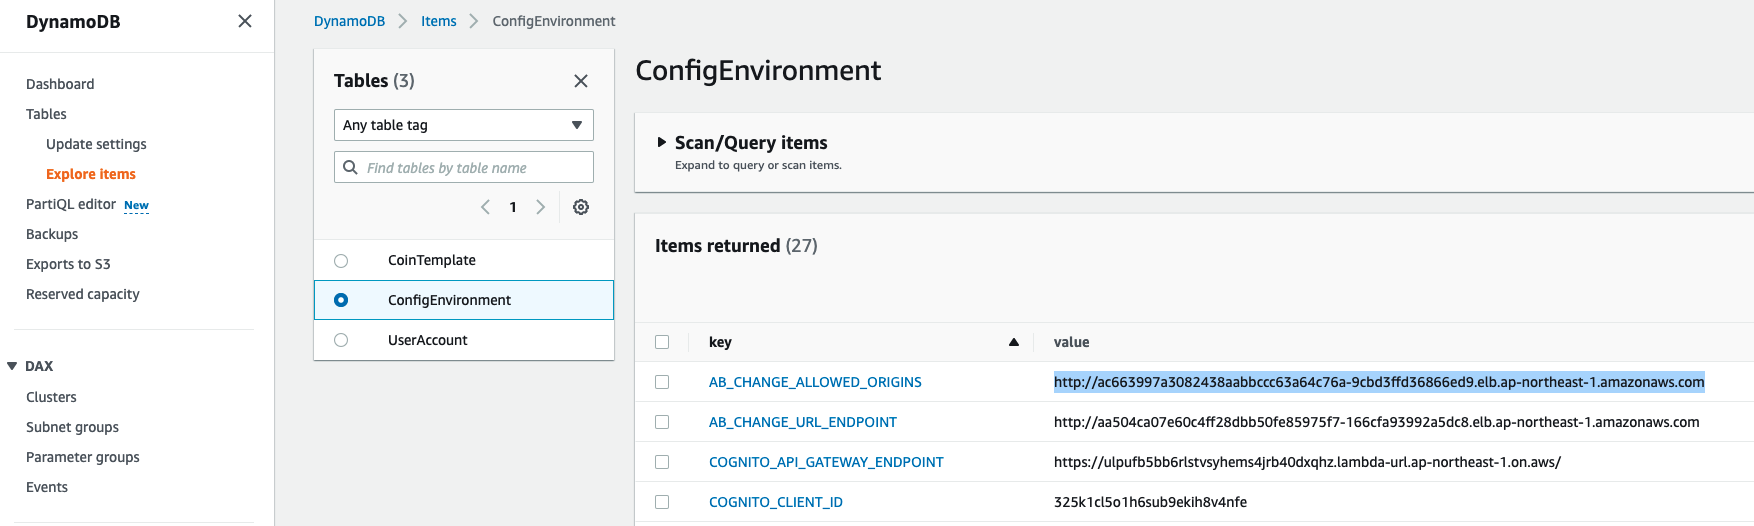 DynamoDB
Dashboard
Tables
Update settings
Explore items
PartiQL editor New
Backups
Exports to S3
Reserved capacity
DAX
Clusters
Subnet groups
Parameter groups
Events
DynamoDB Items ConfigEnvironment
Tables (3)
Any table tag
Find tables by table name
1
CoinTemplate
ConfigEnvironment
UserAccount
ConfigEnvironment
Scan/Query items
Expand to query or scan items.
Items returned (27)
key value
AB_CHANGE_ALLOWED_ORIGINS http://ac663997a3082438aabbccc63a64c76a-9cbd3ffd36866ed9.elb.ap-northeast-1.amazonaws.com
AB_CHANGE_URL_ENDPOINT http://aa504ca07e60c4ff28dbb50fe85975f7-166cfa93992a5dc8.elb.ap-northeast-1.amazonaws.com
COGNITO_API_GATEWAY_ENDPOINT https://ulpufb5bb6rlstvsyhems4jrb40dxqhz.lambda-url.ap-northeast-1.on.aws/
COGNITO_CLIENT_ID 325k1cl5o1h6sub9ekih8v4nfe